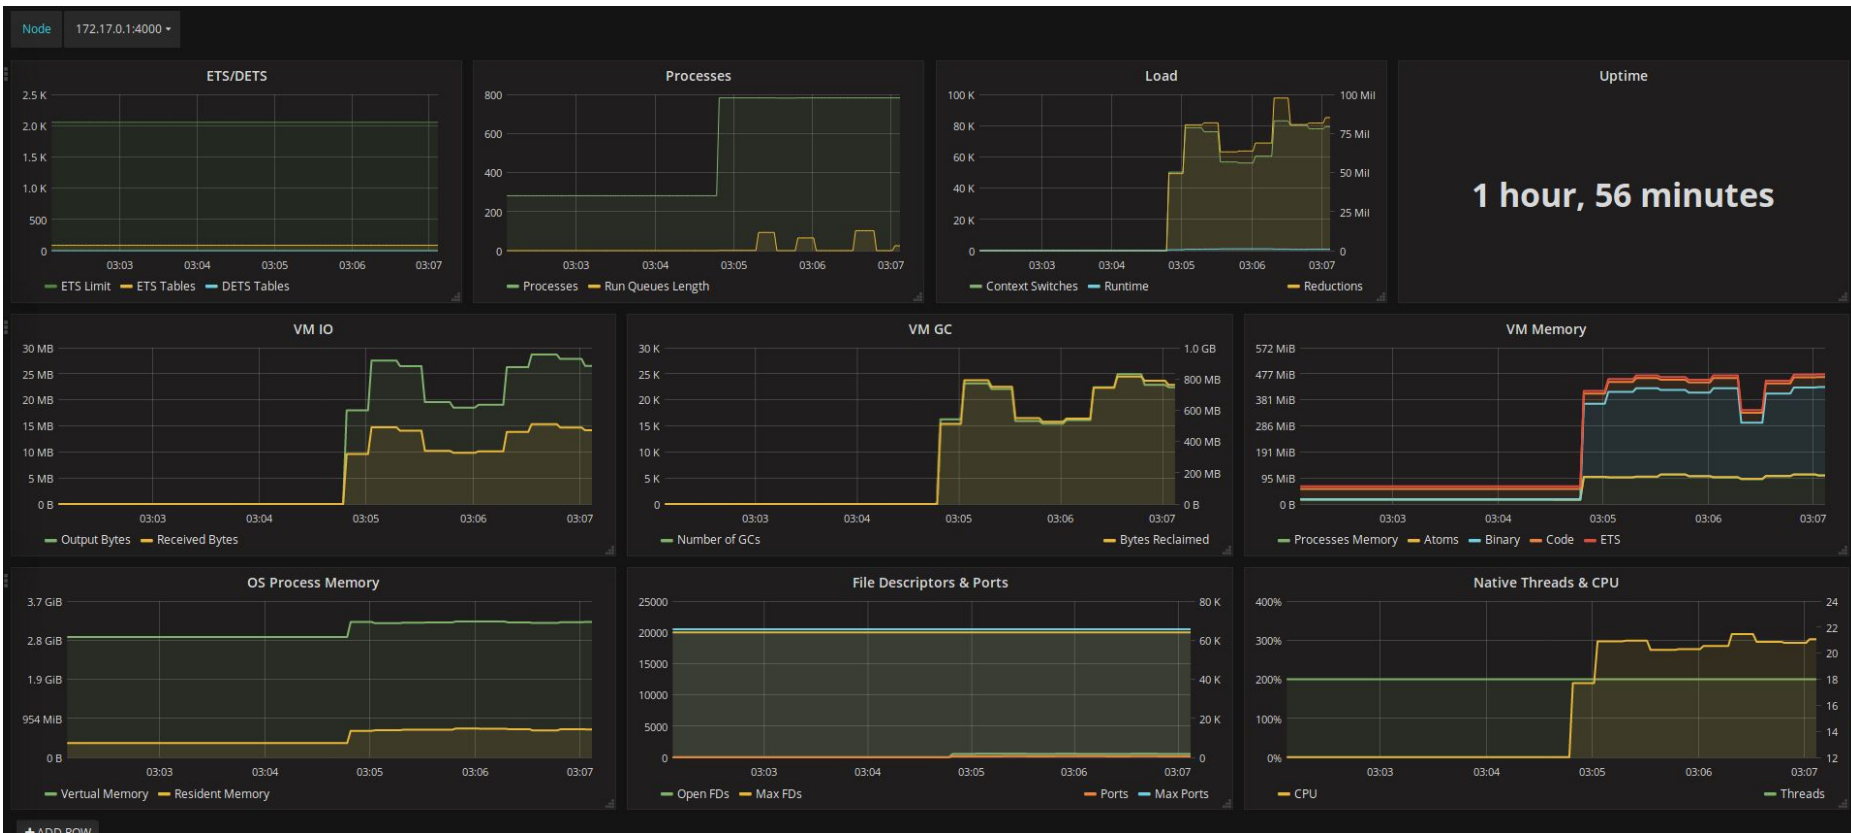 Node 172.17.0.1:4000
ETS/DETS
2.5 K
2.0 K
1.5 K
1.0 K
500
0
03:03 03:04 03:05 03:06 03:07
ETS Limit ETS Tables DETS Tables
Processes
800
600
400
200
0
03:03 03:04 03:05 03:06 03:07
Processes Run Queues Length
Load
100 K 100 Mil
80 K
75 Mil
60 K
50 Mil
40 K
25 Mil
20 K
0 0
03:03 03:04 03:05 03:06 03:07
Context Switches Runtime Reductions
Uptime
1 hour, 56 minutes
VM IO
30 MB
25 MB
20 MB
15 MB
10 MB
5 MB
0 B
03:03 03:04 03:05 03:06 03:07
Output Bytes Received Bytes
VM GC
30 K 1.0 GB
25 K 800 MB
20 K 600 MB
15 K
10 K 400 MB
5 K 200 MB
0 0 B
03:03 03:04 03:05 03:06 03:07
Number of GCs Bytes Reclaimed
VM Memory
572 MiB
477 MiB
381 MiB
286 MiB
191 MiB
95 MiB
0 B
03:03 03:04 03:05 03:06 03:07
Processes Memory Atoms Binary Code ETS
OS Process Memory
3.7 GiB
2.8 GiB
1.9 GiB
954 MiB
0 B
03:03 03:04 03:05 03:06 03:07
Vertual Memory Resident Memory
File Descriptors & Ports
25000 80 K
20000 60 K
15000
10000 40 K
5000 20 K
0 0
03:03 03:04 03:05 03:06 03:07
Open FDs Max FDs Ports Max Ports
Native Threads & CPU
400% 24
22
300%
20
200% 18
16
100%
14
0% 12
03:03 03:04 03:05 03:06 03:07
CPU Threads
+ ADD ROW